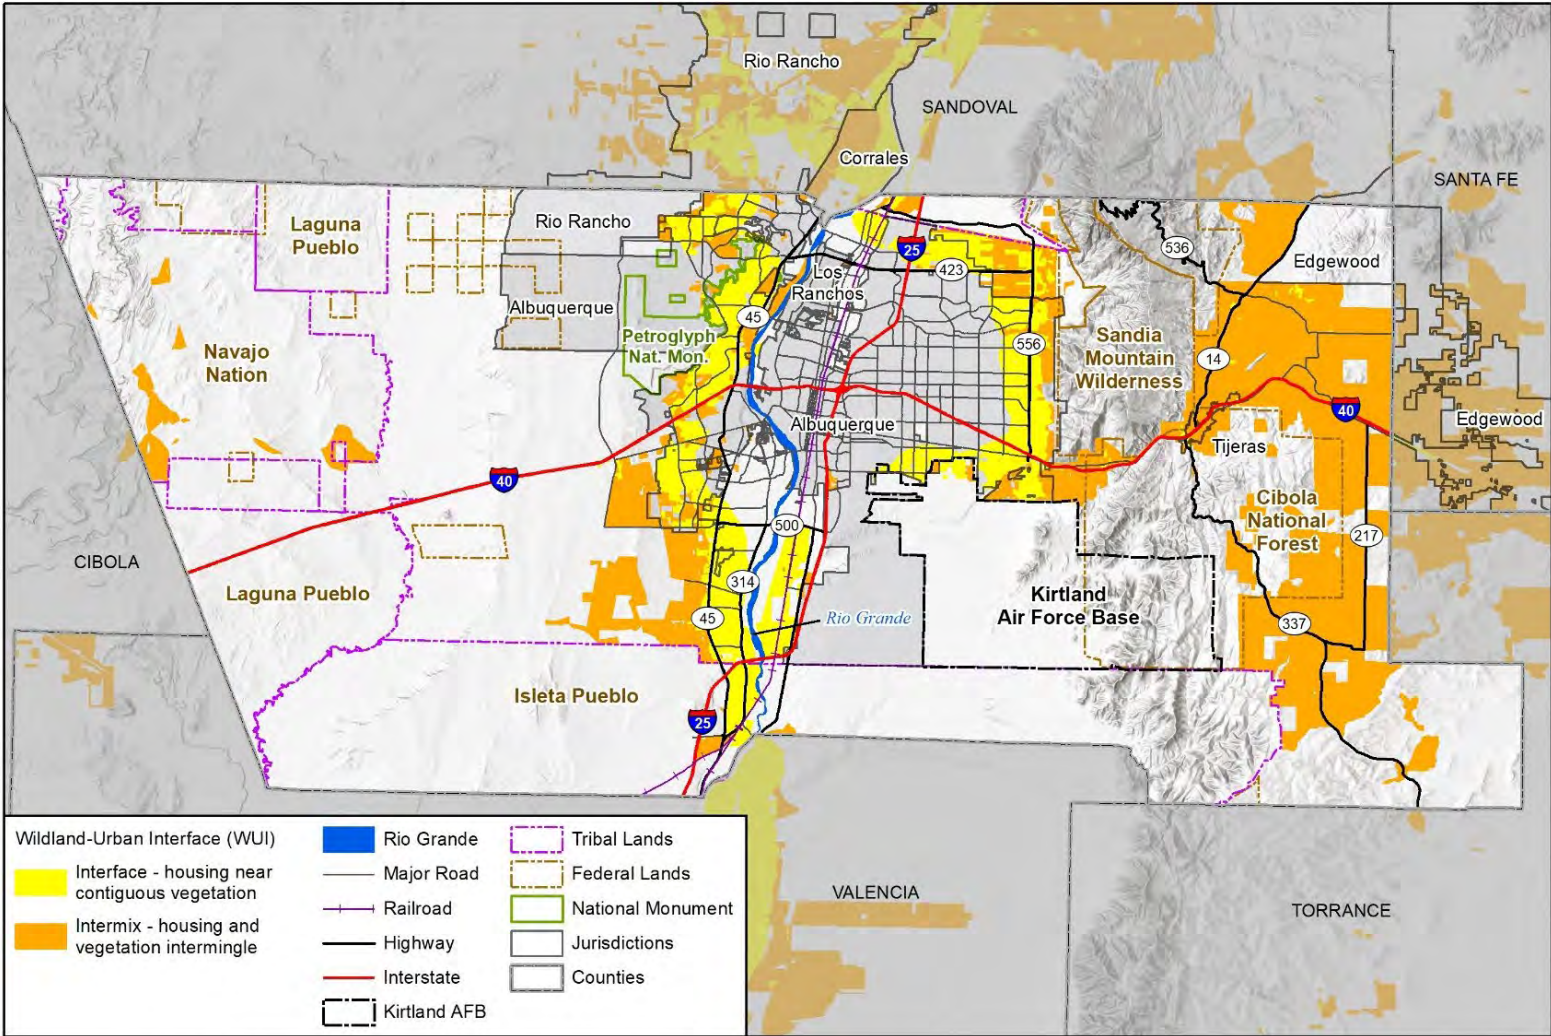 Rio Rancho
SANDOVAL
Corrales
SANTA FE
Rio Rancho
Laguna
Pueblo
25
536
Edgewood
423
Los
Ranchos
Albuquerque
45
Petroglyph
Nat. Mon.
Navajo
Nation
556
Sandia
Mountain
Wilderness
14
40
Edgewood
Albuquerque
Tijeras
40
Cibola
National
Forest
500
217
CIBOLA
314
Laguna Pueblo
Kirtland
Air Force Base
45
Rio Grande
337
Isleta Pueblo
25
Wildland-Urban Interface (WUI)
Interface - housing near
contiguous vegetation
Intermix - housing and
vegetation intermingle
Rio Grande
Major Road
Railroad
Highway
Interstate
Kirtland AFB
Tribal Lands
Federal Lands
National Monument
Jurisdictions
Counties
VALENCIA
TORRANCE